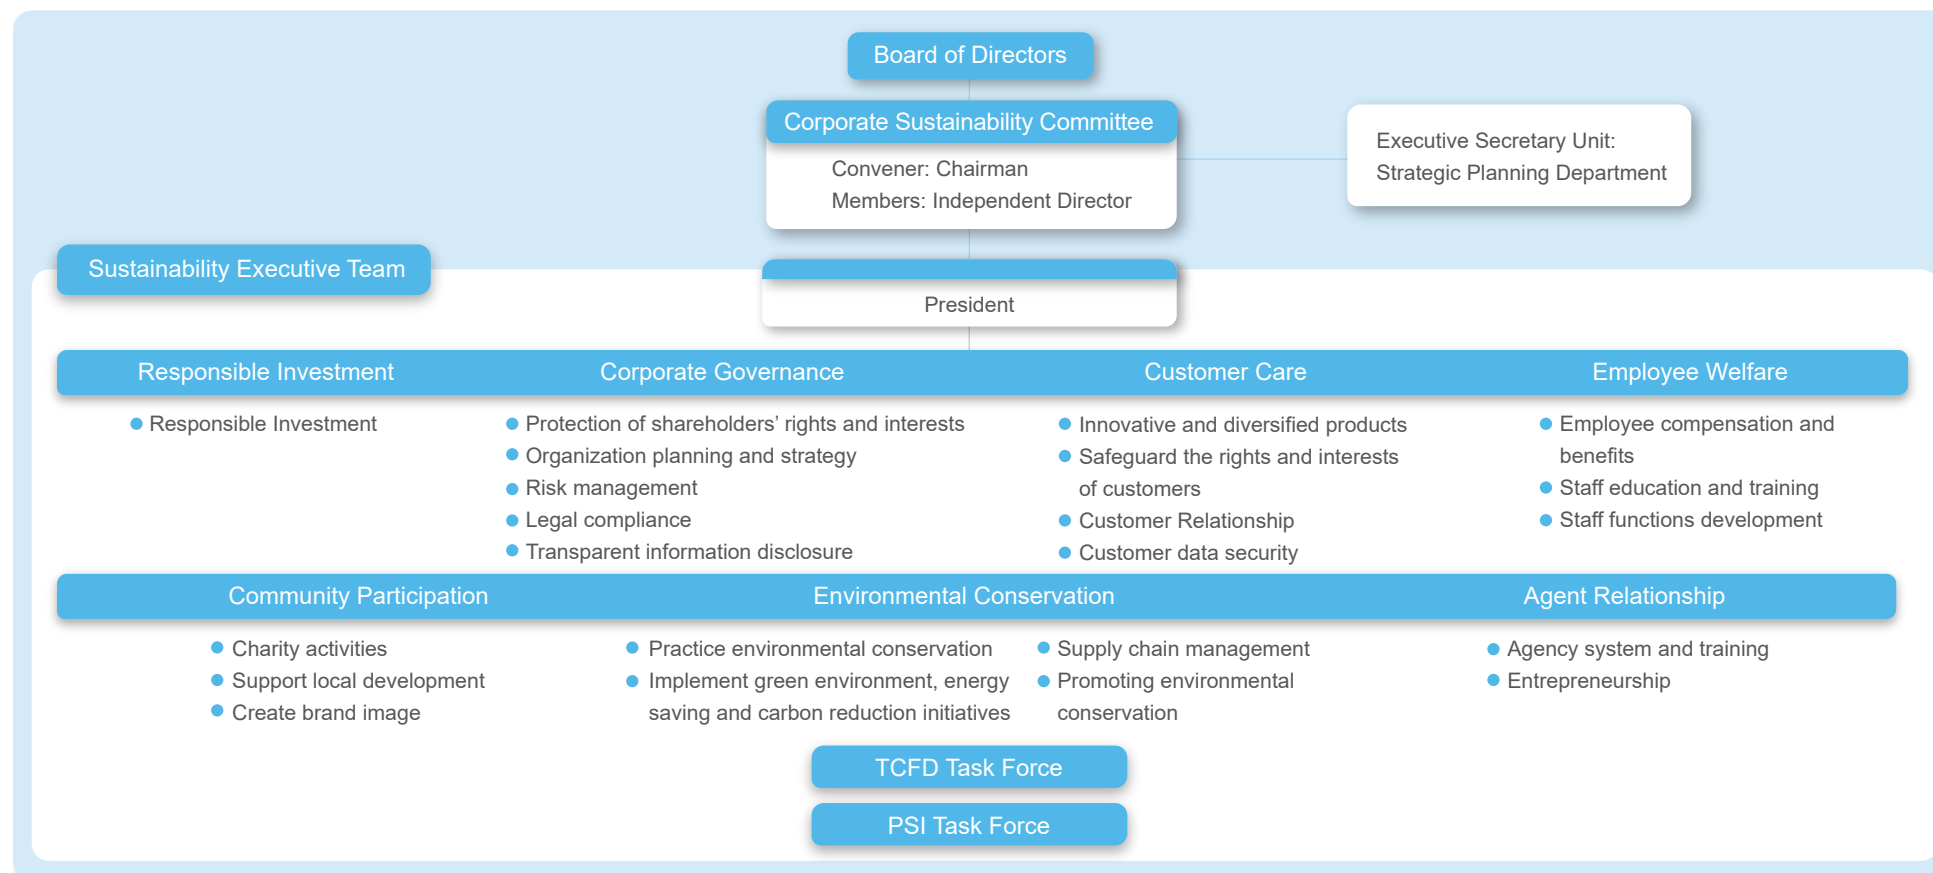 Board of Directors
Corporate Sustainability Committee
Convener: Chairman
Members: Independent Director
Executive Secretary Unit:
Strategic Planning Department
Sustainability Executive Team
President
Responsible Investment
Responsible Investment
Corporate Governance
Protection of shareholders’ rights and interests
Organization planning and strategy
Risk management
Legal compliance
Transparent information disclosure
Customer Care
Innovative and diversified products
Safeguard the rights and interests
of customers
Customer Relationship
Customer data security
Employee Welfare
Employee compensation and
benefits
Staff education and training
Staff functions development
Community Participation
Charity activities
Support local development
Create brand image
Environmental Conservation
Practice environmental conservation
Implement green environment, energy
saving and carbon reduction initiatives
Supply chain management
Promoting environmental
conservation
Agent Relationship
Agency system and training
Entrepreneurship
TCFD Task Force
PSI Task Force